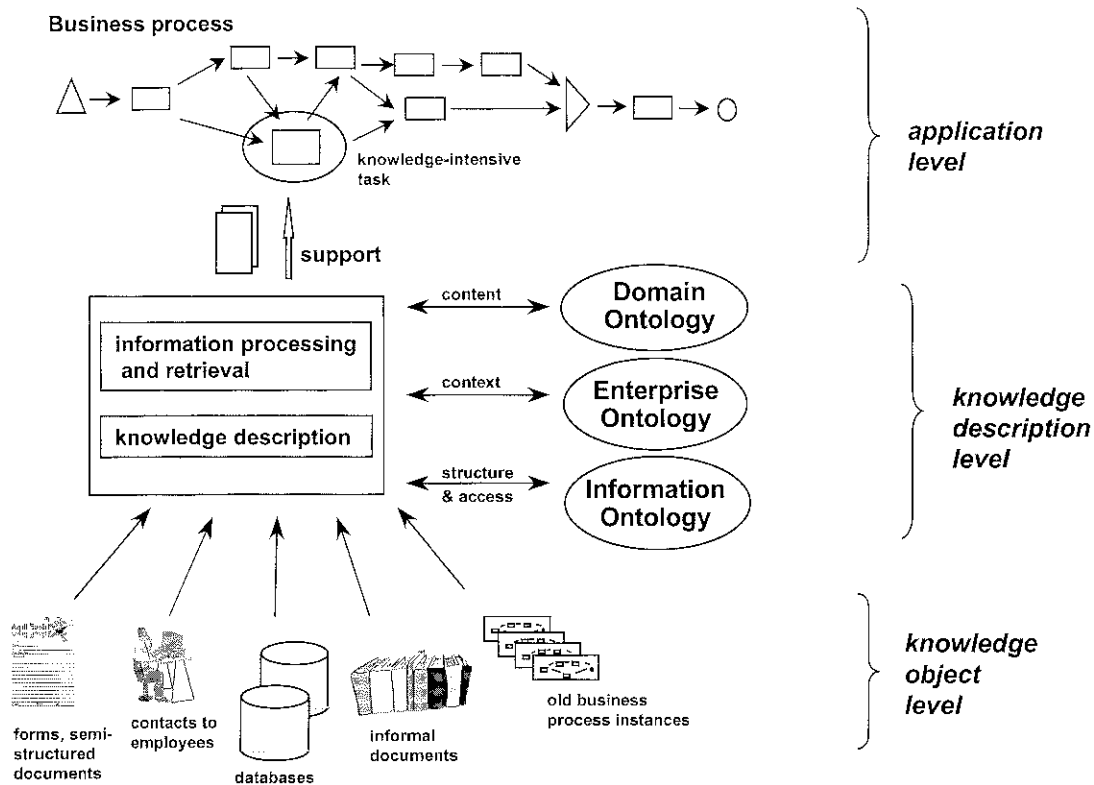 Business process
knowledge-intensive
task
application
level
support
content
Domain
Ontology
information processing
and retrieval
context
Enterprise
Ontology
knowledge
description
level
knowledge description
structure
& access
Information
Ontology
forms, semi-
structured
documents
contacts to
employees
databases
informal
documents
old business
process instances
knowledge
object
level